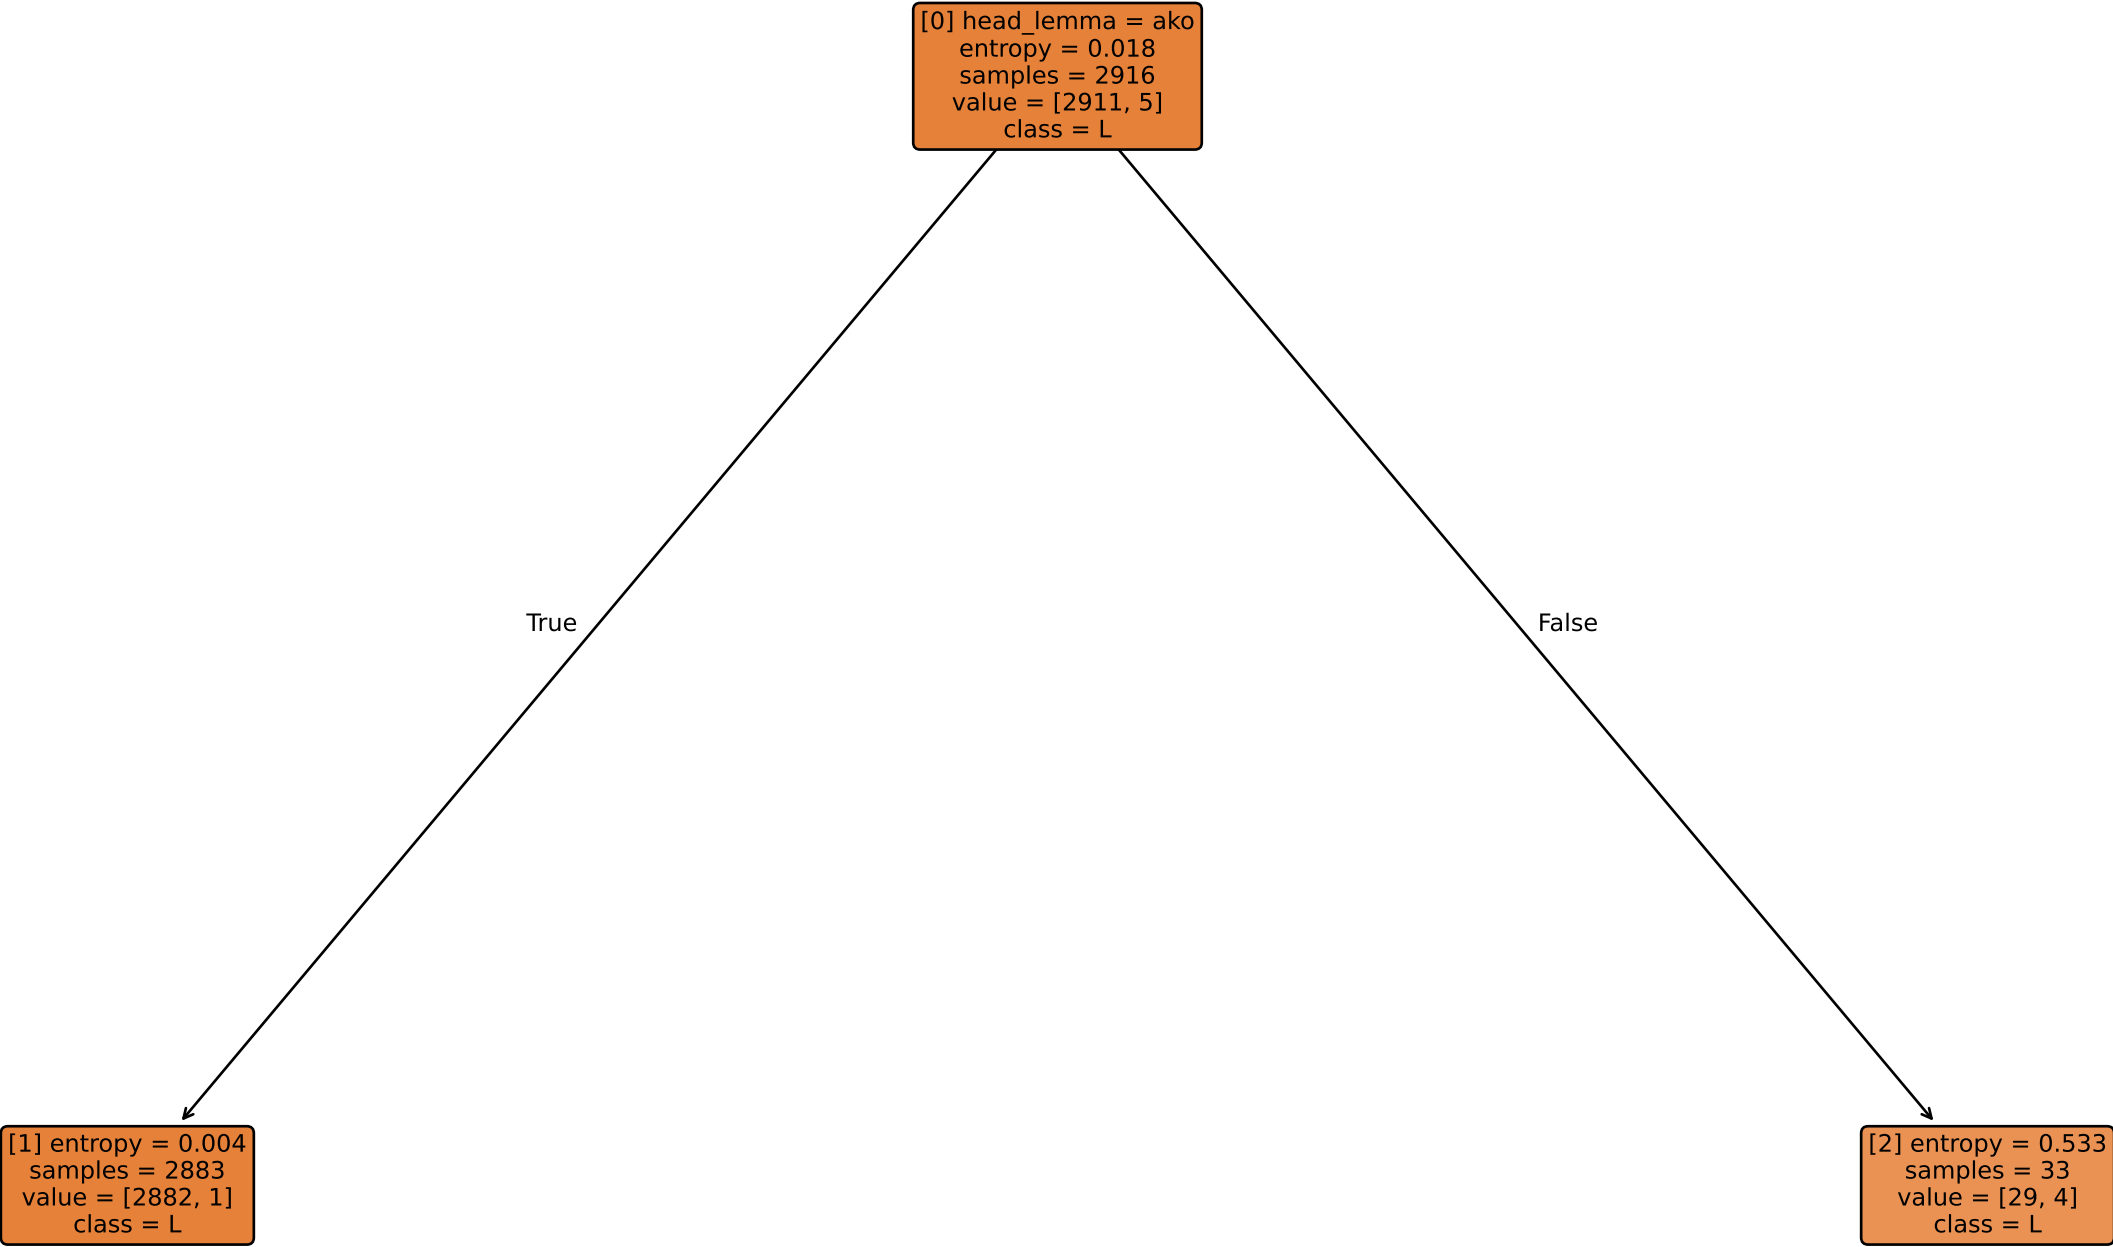 [0] head_lemma = ako
entropy = 0.018
samples = 2916
value = [2911, 5]
class = L
True
False
[1] entropy = 0.004
samples = 2883
value = [2882, 1]
class = L
[2] entropy = 0.533
samples = 33
value = [29, 4]
class = L